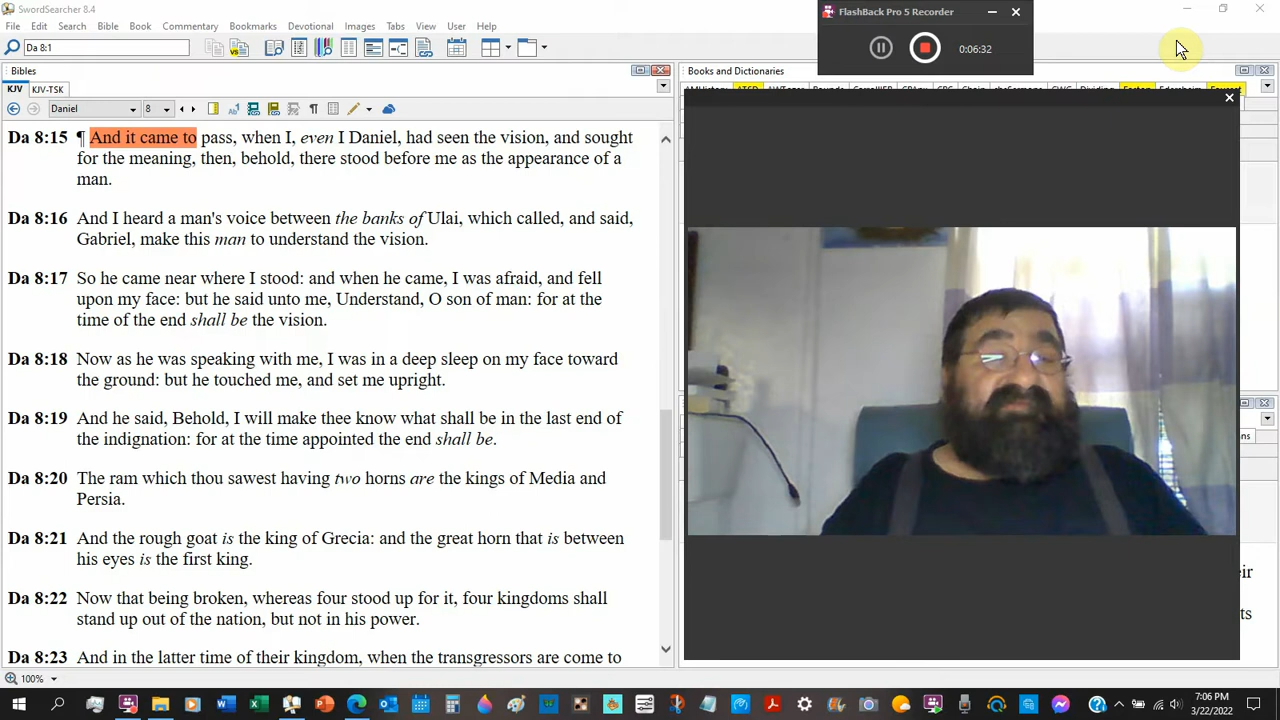 SwordSearcher 8.4
FlashBack Pro 5 Recorder
File Edit Search Bible Book Commentary Bookmarks Devotional Images Tabs View User Help
Da 8:1
0:06:32
Bibles
Books and Dictionaries
KJV KJV-TSK
Daniel 8
Da 8:15 ¶ And it came to pass, when I, even I Daniel, had seen the vision, and sought
for the meaning, then, behold, there stood before me as the appearance of a
man.
Da 8:16 And I heard a man's voice between the banks of Ulai, which called, and said,
Gabriel, make this man to understand the vision.
Da 8:17 So he came near where I stood: and when he came, I was afraid, and fell
upon my face: but he said unto me, Understand, O son of man: for at the
time of the end shall be the vision.
Da 8:18 Now as he was speaking with me, I was in a deep sleep on my face toward
the ground: but he touched me, and set me upright.
Da 8:19 And he said, Behold, I will make thee know what shall be in the last end of
the indignation: for at the time appointed the end shall be.
Da 8:20 The ram which thou sawest having two horns are the kings of Media and
Persia.
Da 8:21 And the rough goat is the king of Grecia: and the great horn that is between
his eyes is the first king.
Da 8:22 Now that being broken, whereas four stood up for it, four kingdoms shall
stand up out of the nation, but not in his power.
Da 8:23 And in the latter time of their kingdom, when the transgressors are come to
100%
7:06 PM
3/22/2022